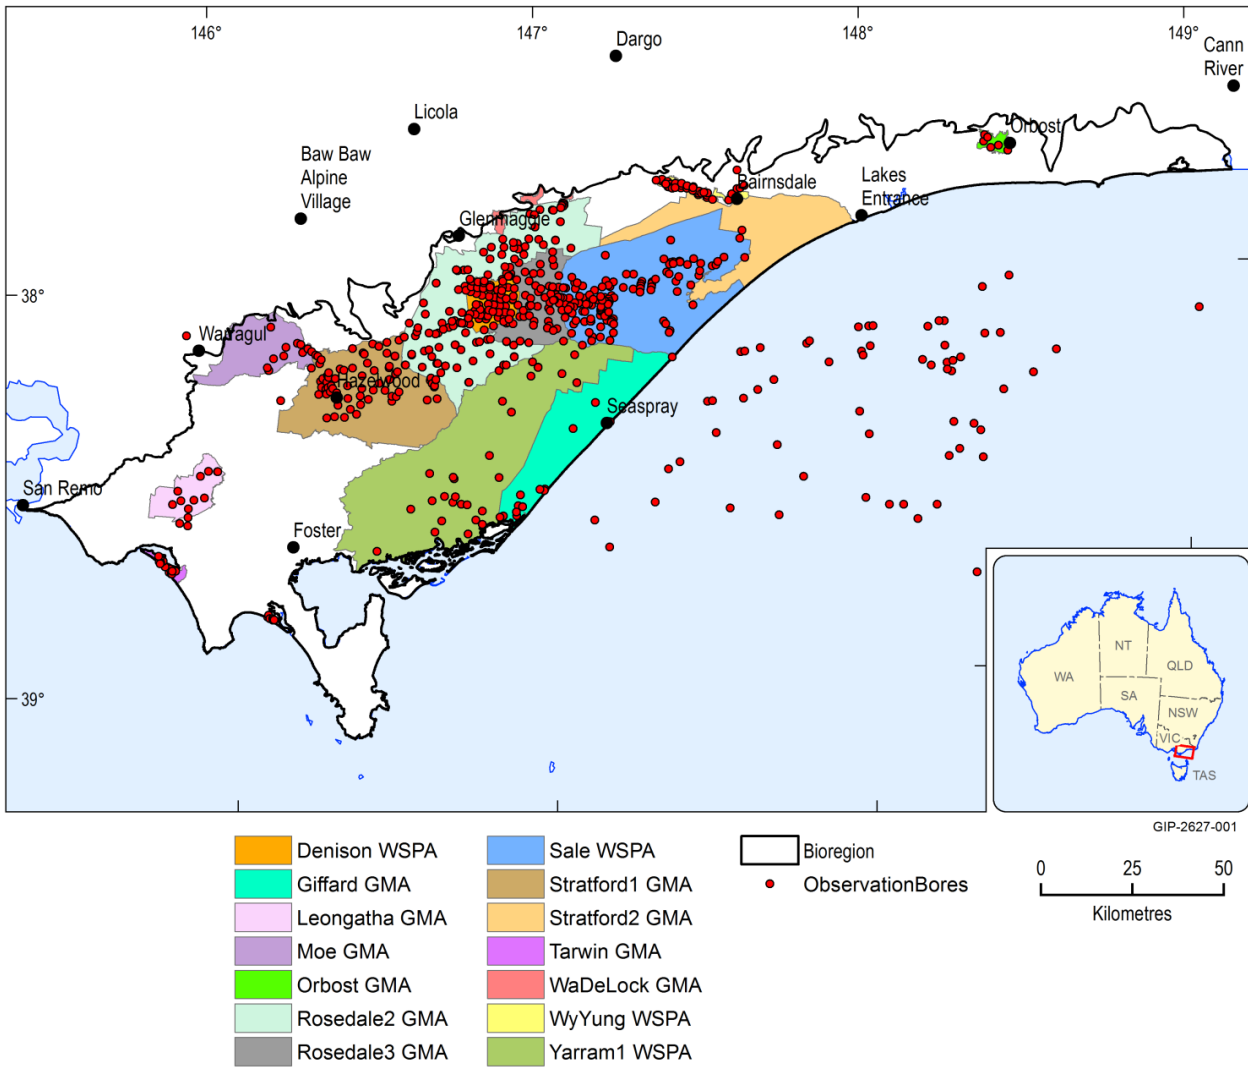 146°
147°
148°
149°
Dargo
Cann
River
Licola
Orbost
Baw Baw
Alpine
Village
Bairnsdale
Lakes
Entrance
Glenmaggie
38°
Warragul
Hazelwood
Seaspray
San Remo
Foster
39°
NT
QLD
WA
SA
NSW
VIC
TAS
GIP-2627-001
Denison WSPA
Giffard GMA
Leongatha GMA
Moe GMA
Orbost GMA
Rosedale2 GMA
Rosedale3 GMA
Sale WSPA
Stratford1 GMA
Stratford2 GMA
Tarwin GMA
WaDeLock GMA
WyYung WSPA
Yarram1 WSPA
Bioregion
ObservationBores
0 25 50
Kilometres